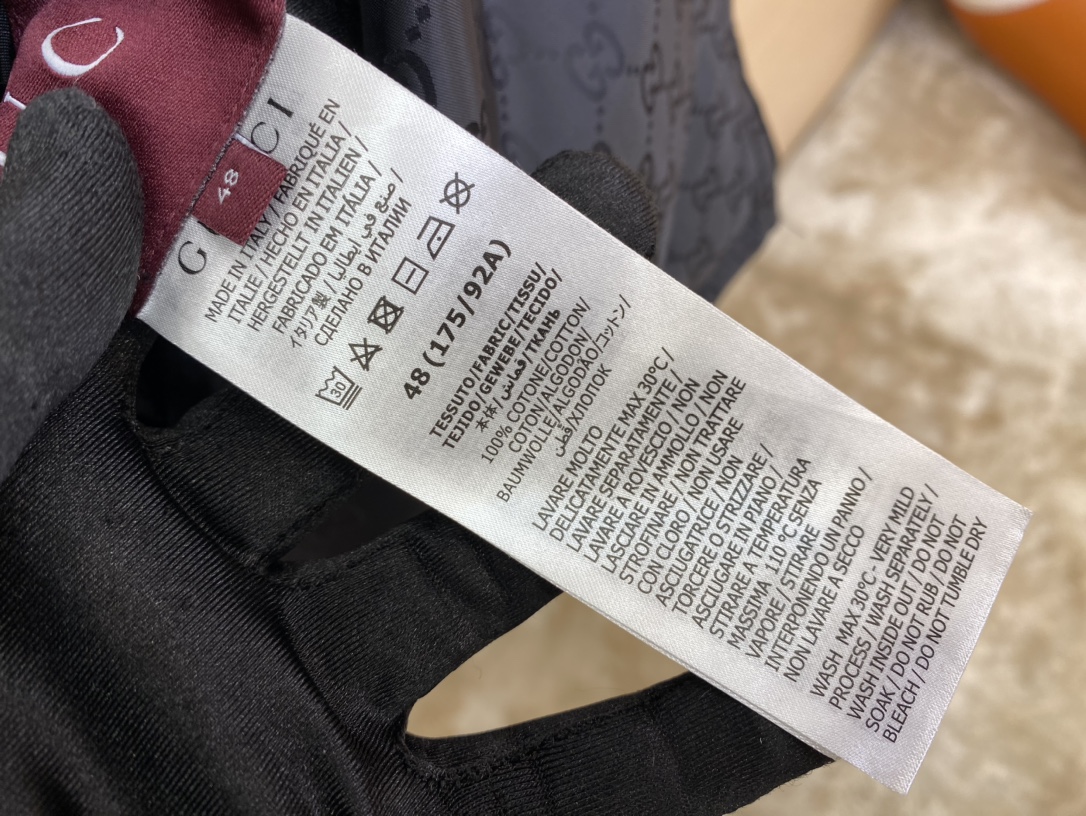 C
48
G CI
MADE IN ITALY/FABRIQUÉ EN
ITALIE / HECHO EN ITALIA /
HERGESTELLT IN ITALIEN /
FABRICADO EM ITÁLIA /
イタリア製 / صنع في ايطاليا /
СДЕЛАНО В ИТАЛИИ
30
48 (175/92A)
TESSUTO/FABRIC/TISSU/
TEJIDO/GEWEBE/TECIDO/
本体/قماش/ТКАНЬ
100% COTONE/COTTON/
COTON/ALGODON/
BAUMWOLLE/ALGODÃO/コットン/
قطن/ХЛОПОК
LAVARE MOLTO
DELICATAMENTE MAX 30°C /
LAVARE SEPARATAMENTE /
LAVARE A ROVESCIO / NON
LASCIARE IN AMMOLLO / NON
STROFINARE / NON TRATTARE
CON CLORO / NON USARE
ASCIUGATRICE / NON
TORCERE O STRIZZARE /
ASCIUGARE IN PIANO /
STIRARE A TEMPERATURA
MASSIMA 110 °C SENZA
VAPORE / STIRARE
INTERPONENDO UN PANNO /
NON LAVARE A SECCO
WASH MAX 30°C - VERY MILD
PROCESS / WASH SEPARATELY /
WASH INSIDE OUT / DO NOT
SOAK / DO NOT RUB / DO NOT
BLEACH / DO NOT TUMBLE DRY